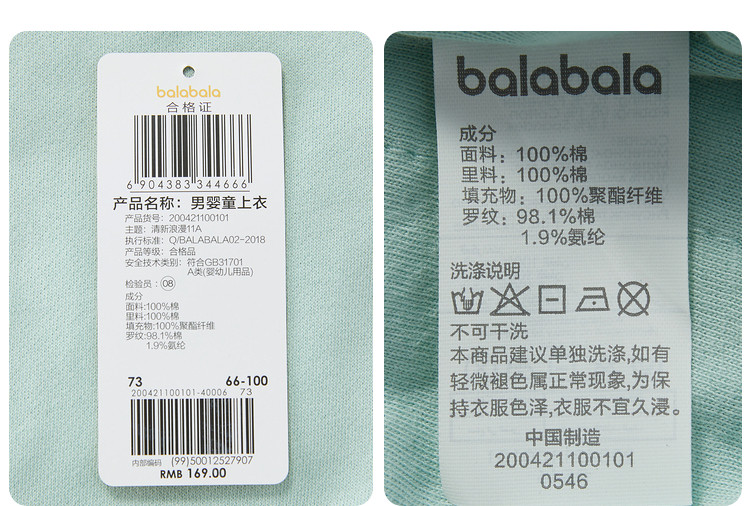 balabala
合格证
6 904383 344666
产品名称：男婴童上衣
产品货号：200421100101
主题：清新浪漫11A
执行标准：Q/BALABALA02-2018
产品等级：合格品
安全技术类别：符合GB31701
A类(婴幼儿用品)
检验员：08
成分
面料:100%棉
里料:100%棉
填充物:100%聚酯纤维
罗纹:98.1%棉
1.9%氨纶
73 66-100
200421100101-40006 73
内部编码 (99)50012527907
RMB 169.00
balabala
成分
面料：100%棉
里料：100%棉
填充物：100%聚酯纤维
罗纹：98.1%棉
1.9%氨纶
洗涤说明
不可干洗
本商品建议单独洗涤,如有
轻微褪色属正常现象,为保
持衣服色泽,衣服不宜久浸。
中国制造
200421100101
0546